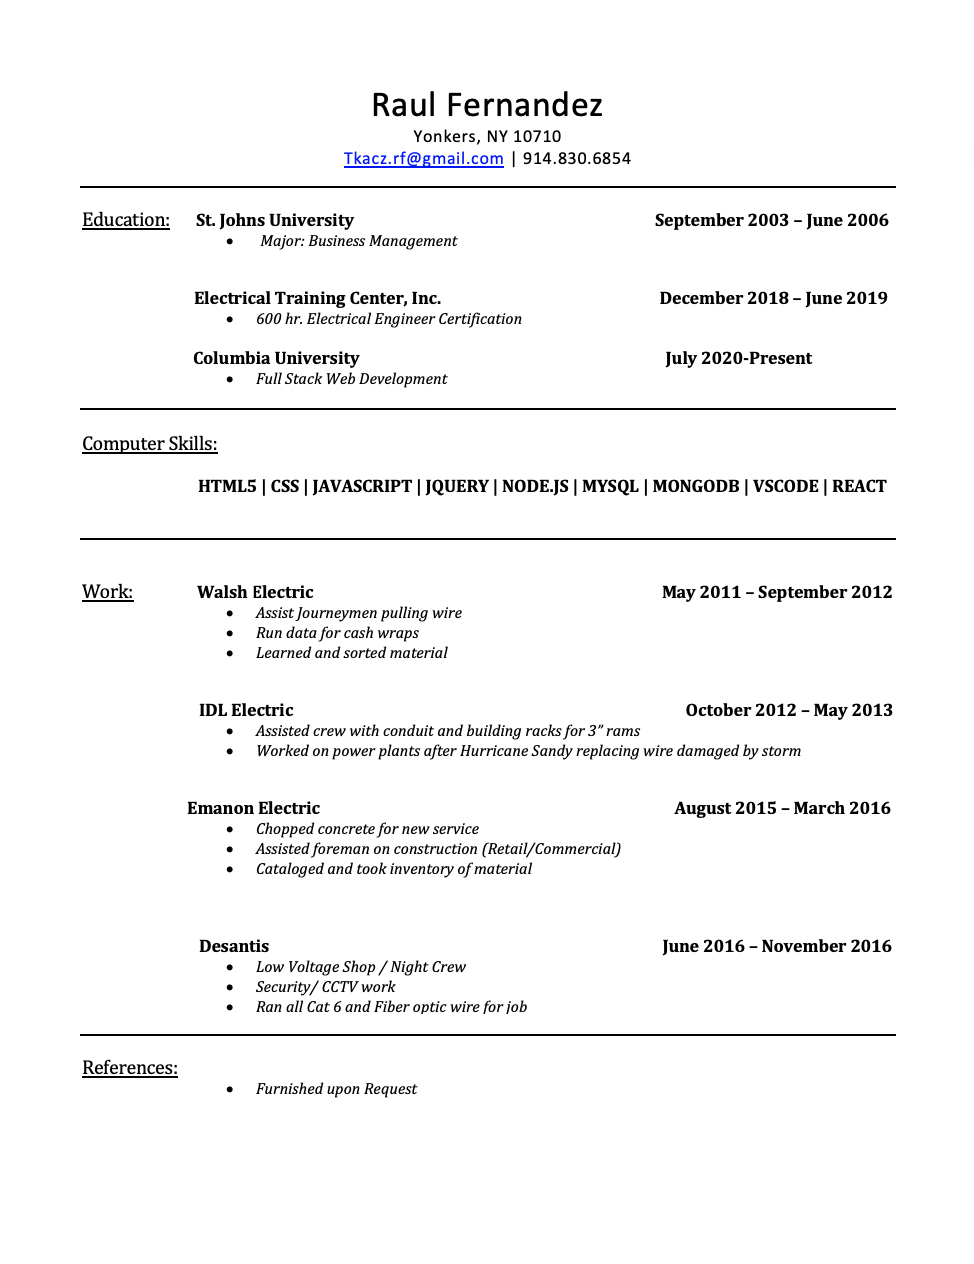 Raul Fernandez
Yonkers, NY 10710
Tkacz.rf@gmail.com | 914.830.6854
Education: St. Johns University September 2003 – June 2006
• Major: Business Management
Electrical Training Center, Inc. December 2018 – June 2019
• 600 hr. Electrical Engineer Certification
Columbia University July 2020-Present
• Full Stack Web Development
Computer Skills:
HTML5 | CSS | JAVASCRIPT | JQUERY | NODE.JS | MYSQL | MONGODB | VSCODE | REACT
Work: Walsh Electric May 2011 – September 2012
• Assist Journeymen pulling wire
• Run data for cash wraps
• Learned and sorted material
IDL Electric October 2012 – May 2013
• Assisted crew with conduit and building racks for 3” rams
• Worked on power plants after Hurricane Sandy replacing wire damaged by storm
Emanon Electric August 2015 – March 2016
• Chopped concrete for new service
• Assisted foreman on construction (Retail/Commercial)
• Cataloged and took inventory of material
Desantis June 2016 – November 2016
• Low Voltage Shop / Night Crew
• Security/ CCTV work
• Ran all Cat 6 and Fiber optic wire for job
References:
• Furnished upon Request